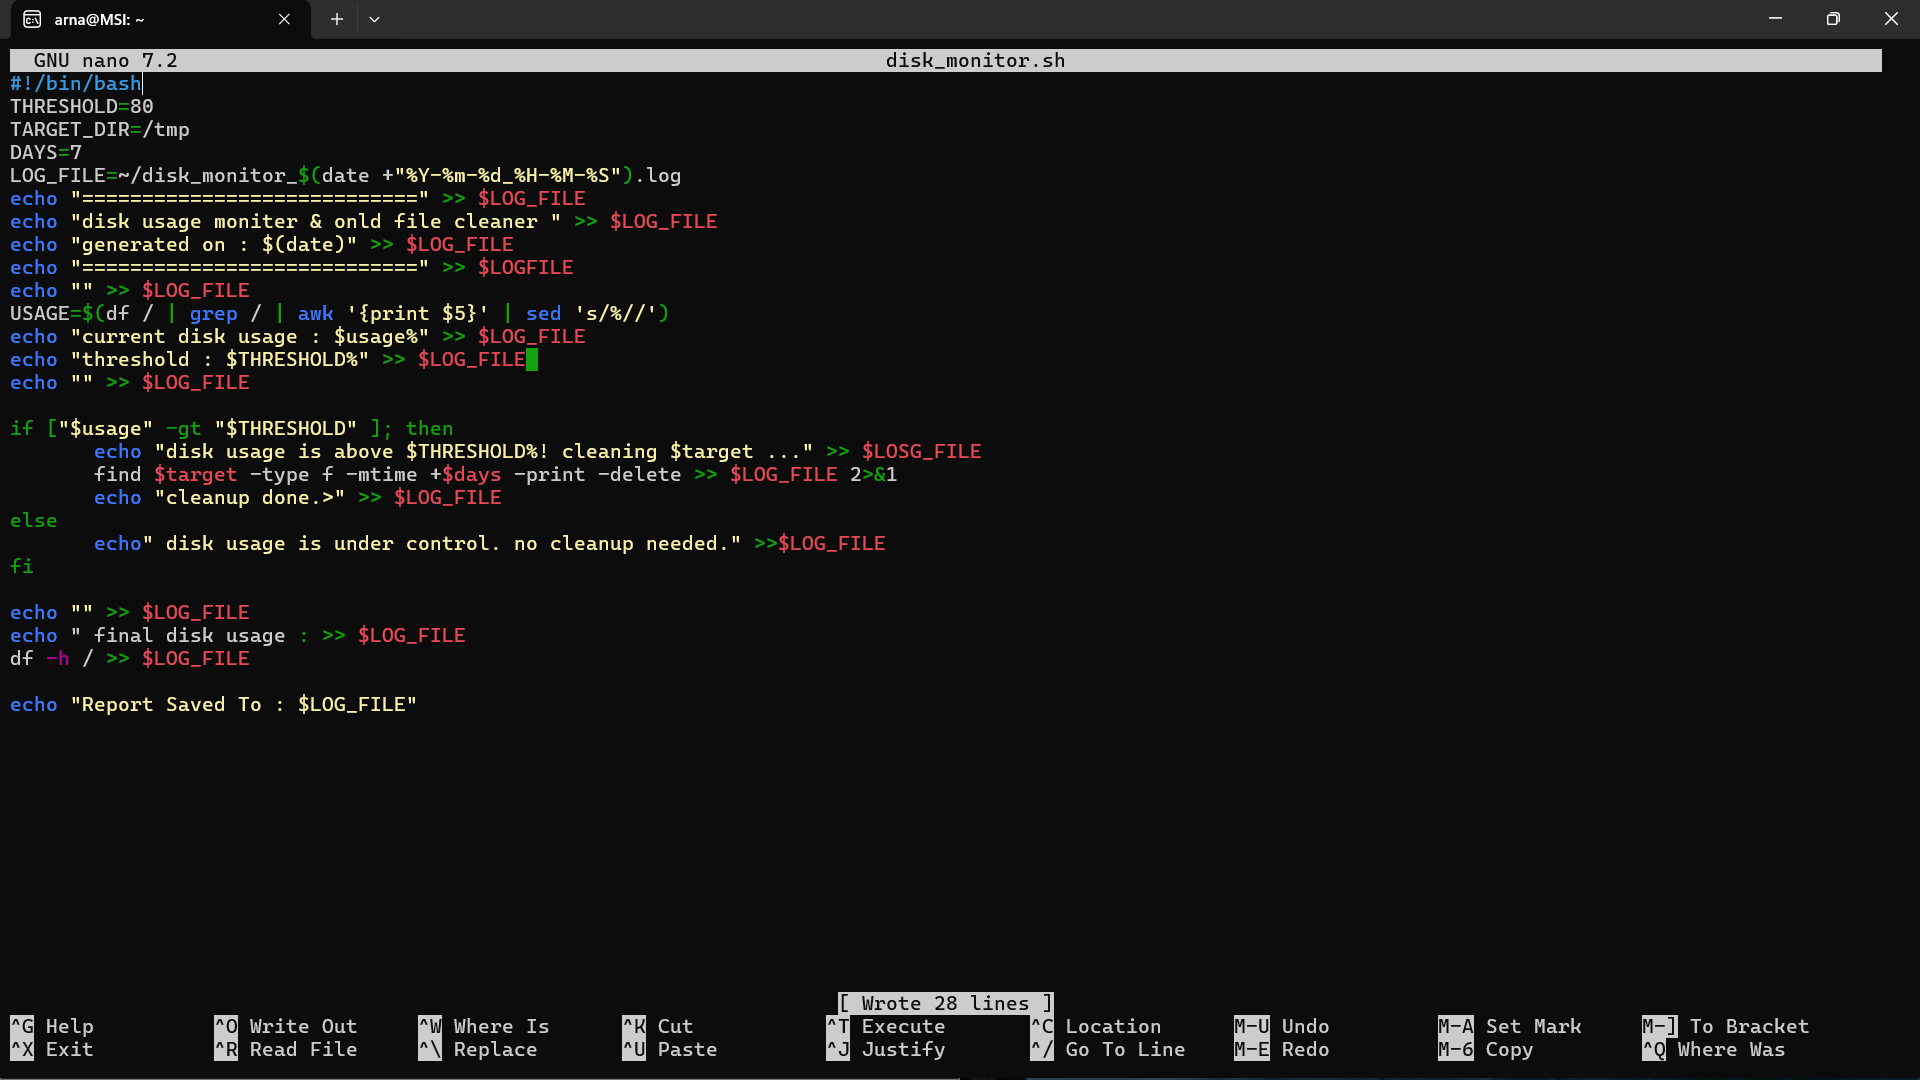 arna@MSI: ~
GNU nano 7.2 disk_monitor.sh
#!/bin/bash
THRESHOLD=80
TARGET_DIR=/tmp
DAYS=7
LOG_FILE=~/disk_monitor_$(date +"%Y-%m-%d_%H-%M-%S").log
echo "============================" >> $LOG_FILE
echo "disk usage moniter & onld file cleaner " >> $LOG_FILE
echo "generated on : $(date)" >> $LOG_FILE
echo "============================" >> $LOGFILE
echo "" >> $LOG_FILE
USAGE=$(df / | grep / | awk '{print $5}' | sed 's/%//')
echo "current disk usage : $usage%" >> $LOG_FILE
echo "threshold : $THRESHOLD%" >> $LOG_FILE
echo "" >> $LOG_FILE

if ["$usage" -gt "$THRESHOLD" ]; then
        echo "disk usage is above $THRESHOLD%! cleaning $target ..." >> $LOSG_FILE
        find $target -type f -mtime +$days -print -delete >> $LOG_FILE 2>&1
        echo "cleanup done.>" >> $LOG_FILE
else
        echo" disk usage is under control. no cleanup needed." >>$LOG_FILE
fi

echo "" >> $LOG_FILE
echo " final disk usage : >> $LOG_FILE
df -h / >> $LOG_FILE

echo "Report Saved To : $LOG_FILE"
[ Wrote 28 lines ]
^G Help ^O Write Out ^W Where Is ^K Cut ^T Execute ^C Location M-U Undo M-A Set Mark M-] To Bracket
^X Exit ^R Read File ^\ Replace ^U Paste ^J Justify ^/ Go To Line M-E Redo M-6 Copy ^Q Where Was